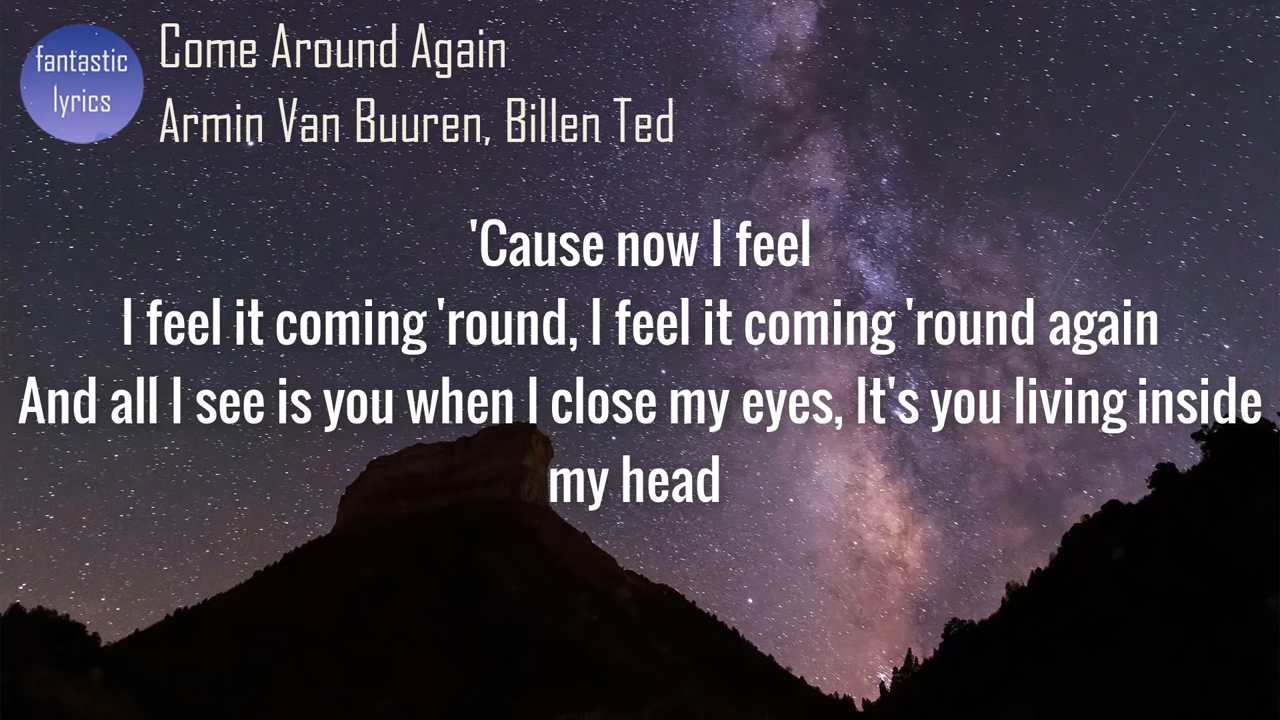 fantastic
lyrics
Come Around Again
Armin Van Buuren, Billen Ted
'Cause now I feel
I feel it coming 'round, I feel it coming 'round again
And all I see is you when I close my eyes, It's you living inside
my head